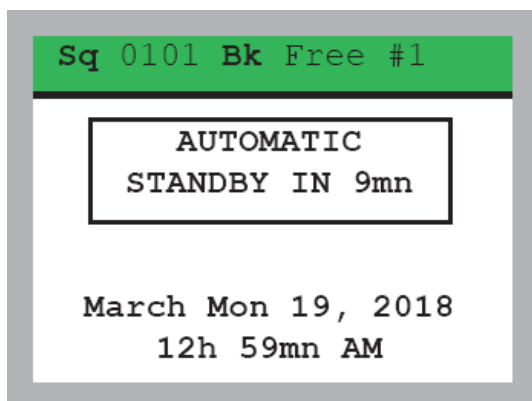 Sq 0101 Bk Free #1
AUTOMATIC
STANDBY IN 9mn
March Mon 19, 2018
12h 59mn AM